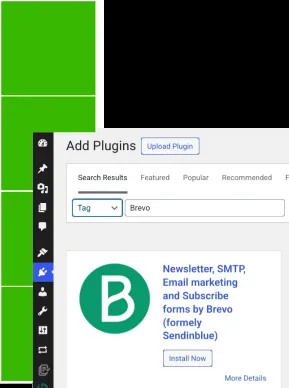 Add Plugins Upload Plugin
Search Results Featured Popular Recommended F
Tag Brevo
B
Newsletter, SMTP,
Email marketing
and Subscribe
forms by Brevo
(formely
Sendinblue)
Install Now
More Details